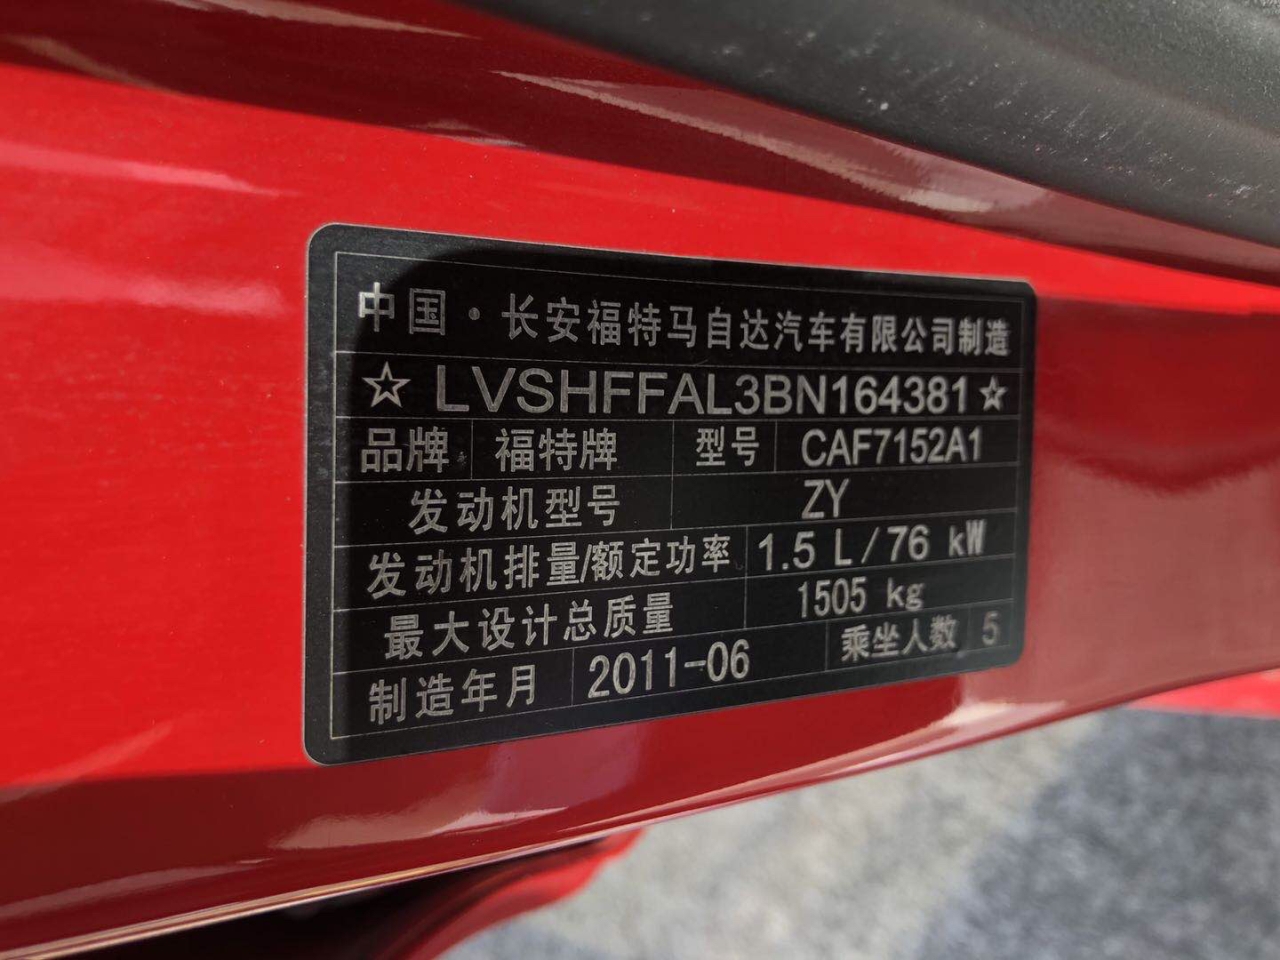 中国·长安福特马自达汽车有限公司制造
☆ LVSHFFAL3BN164381 ☆
品牌 福特牌 型号 CAF7152A1
发动机型号 ZY
发动机排量/额定功率 1.5 L/76 kW
最大设计总质量 1505 kg
制造年月 2011-06 乘坐人数 5